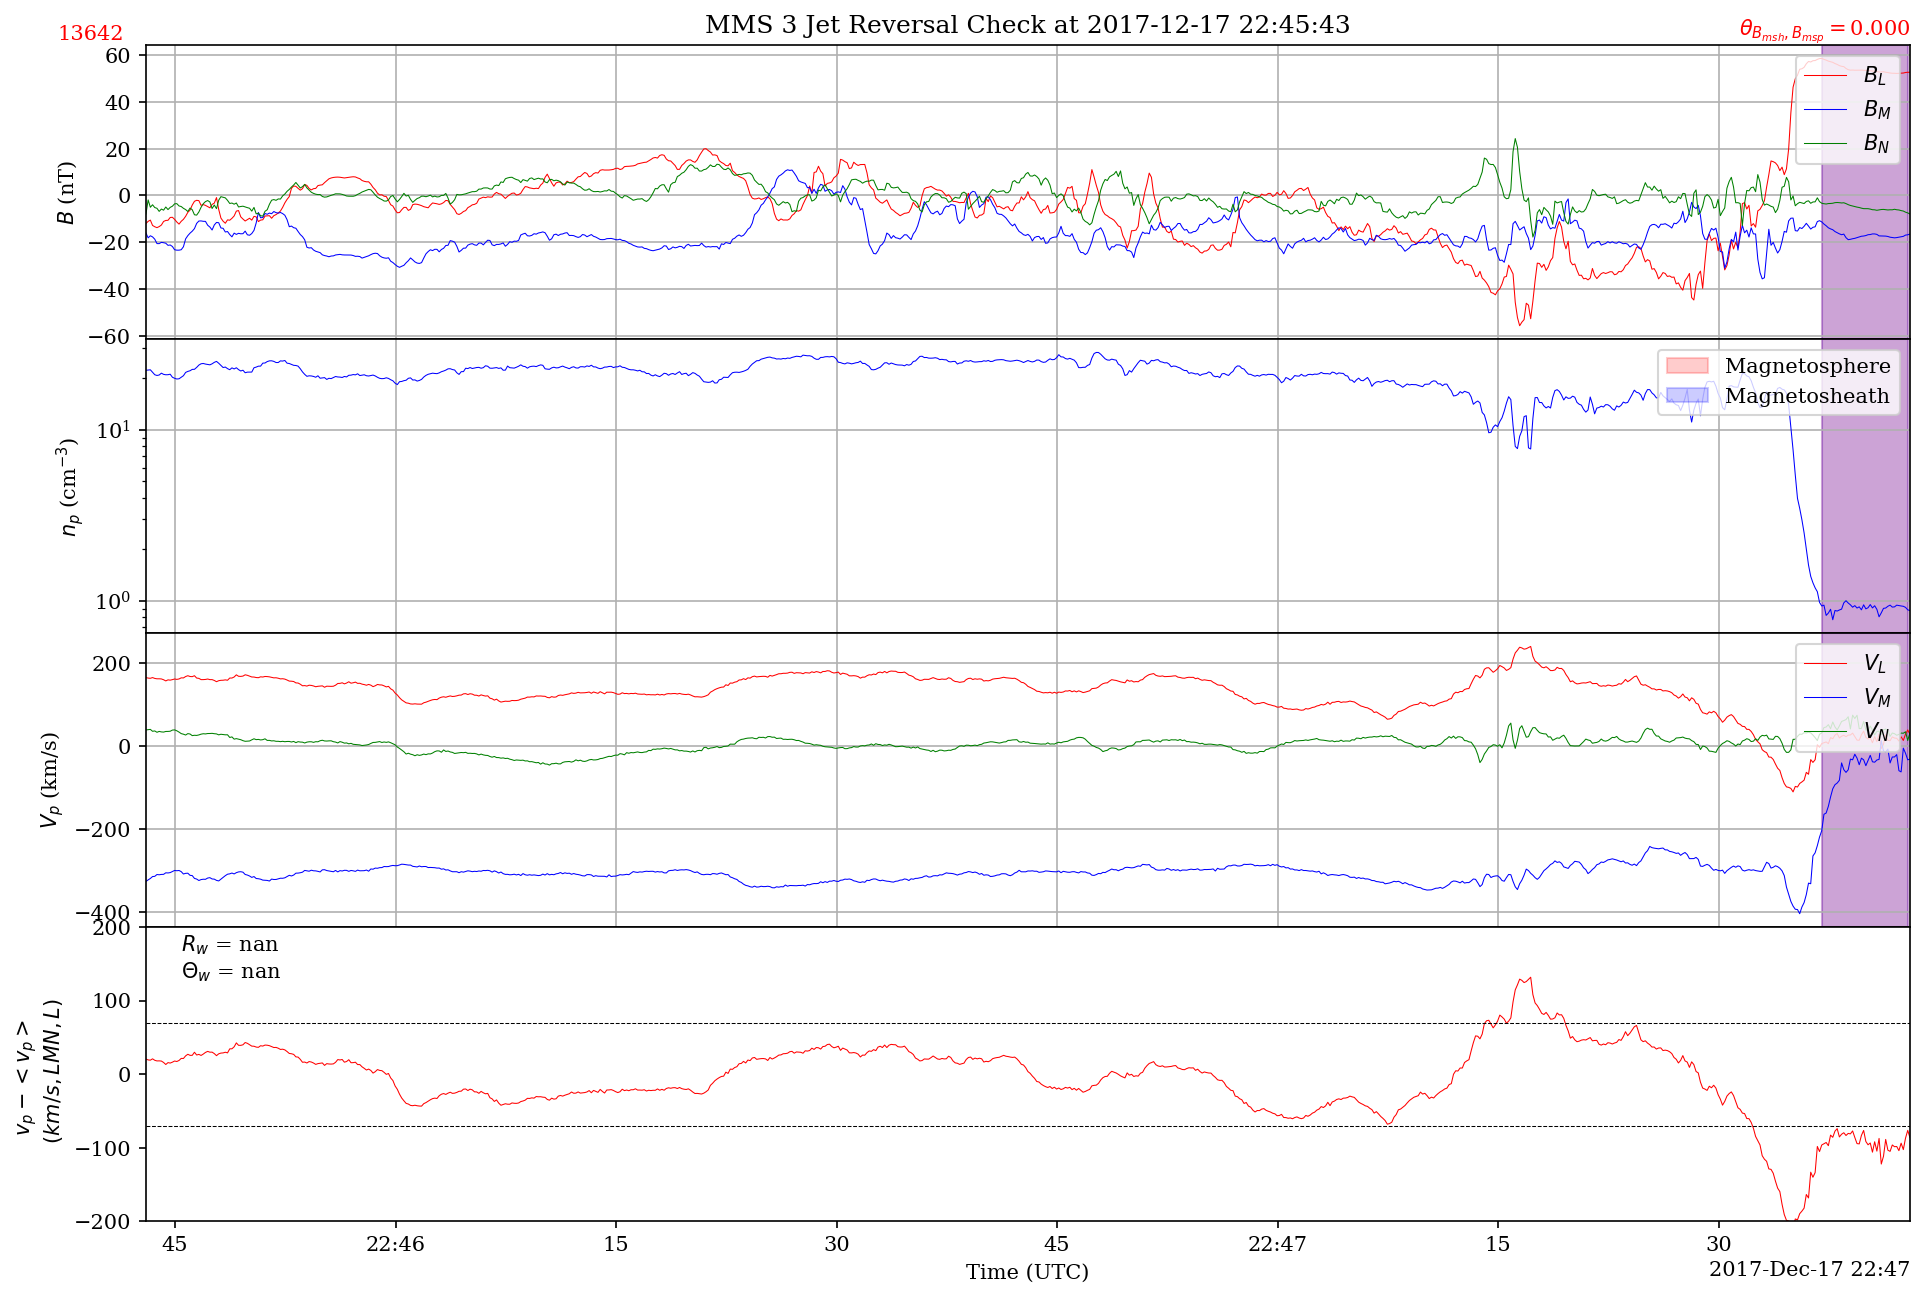 MMS 3 Jet Reversal Check at 2017-12-17 22:45:43
13642
θ_{B_{msh}, B_{msp}} = 0.000
60
40
20
0
−20
−40
−60
B (nT)
B_L
B_M
B_N
10^1
10^0
n_p (cm^{−3})
Magnetosphere
Magnetosheath
200
0
−200
−400
V_p (km/s)
V_L
V_M
V_N
200
100
0
−100
−200
v_p − < v_p >
(km/s, LMN, L)
R_w = nan
Θ_w = nan
45
22:46
15
30
45
22:47
15
30
Time (UTC)
2017-Dec-17 22:47